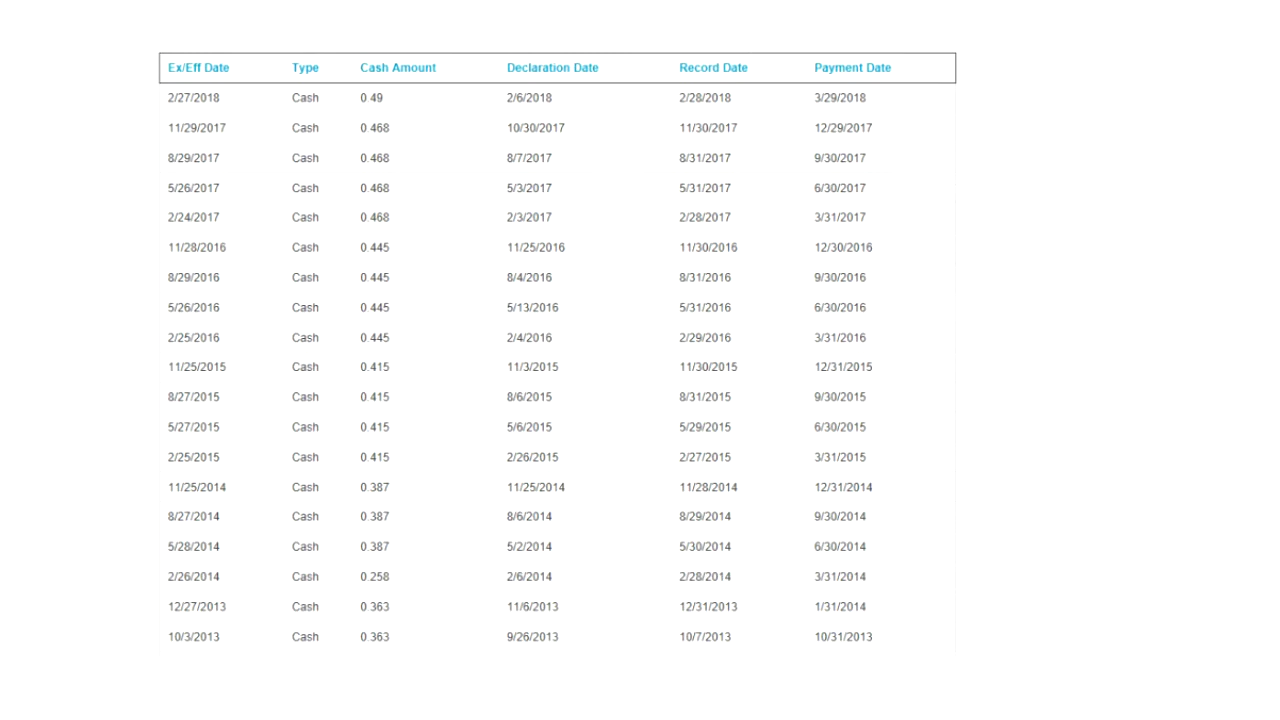 Ex/Eff Date Type Cash Amount Declaration Date Record Date Payment Date
2/27/2018 Cash 0.49 2/6/2018 2/28/2018 3/29/2018
11/29/2017 Cash 0.468 10/30/2017 11/30/2017 12/29/2017
8/29/2017 Cash 0.468 8/7/2017 8/31/2017 9/30/2017
5/26/2017 Cash 0.468 5/3/2017 5/31/2017 6/30/2017
2/24/2017 Cash 0.468 2/3/2017 2/28/2017 3/31/2017
11/28/2016 Cash 0.445 11/25/2016 11/30/2016 12/30/2016
8/29/2016 Cash 0.445 8/4/2016 8/31/2016 9/30/2016
5/26/2016 Cash 0.445 5/13/2016 5/31/2016 6/30/2016
2/25/2016 Cash 0.445 2/4/2016 2/29/2016 3/31/2016
11/25/2015 Cash 0.415 11/3/2015 11/30/2015 12/31/2015
8/27/2015 Cash 0.415 8/6/2015 8/31/2015 9/30/2015
5/27/2015 Cash 0.415 5/6/2015 5/29/2015 6/30/2015
2/25/2015 Cash 0.415 2/26/2015 2/27/2015 3/31/2015
11/25/2014 Cash 0.387 11/25/2014 11/28/2014 12/31/2014
8/27/2014 Cash 0.387 8/6/2014 8/29/2014 9/30/2014
5/28/2014 Cash 0.387 5/2/2014 5/30/2014 6/30/2014
2/26/2014 Cash 0.258 2/6/2014 2/28/2014 3/31/2014
12/27/2013 Cash 0.363 11/6/2013 12/31/2013 1/31/2014
10/3/2013 Cash 0.363 9/26/2013 10/7/2013 10/31/2013